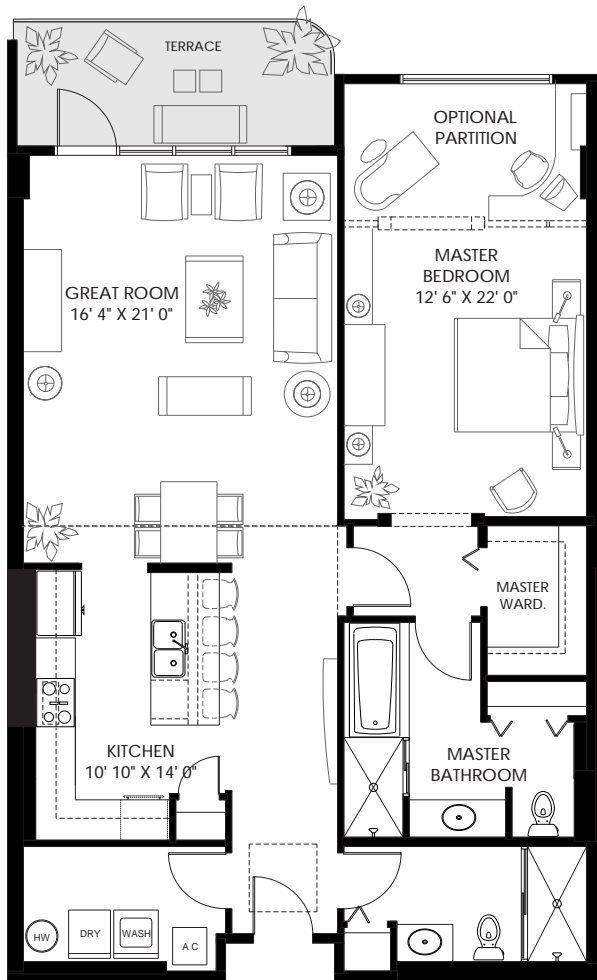 TERRACE
OPTIONAL
PARTITION
MASTER
BEDROOM
12' 6" X 22' 0"
GREAT ROOM
16' 4" X 21' 0"
MASTER
WARD.
KITCHEN
10' 10" X 14' 0"
MASTER
BATHROOM
HW
DRY
WASH
A C